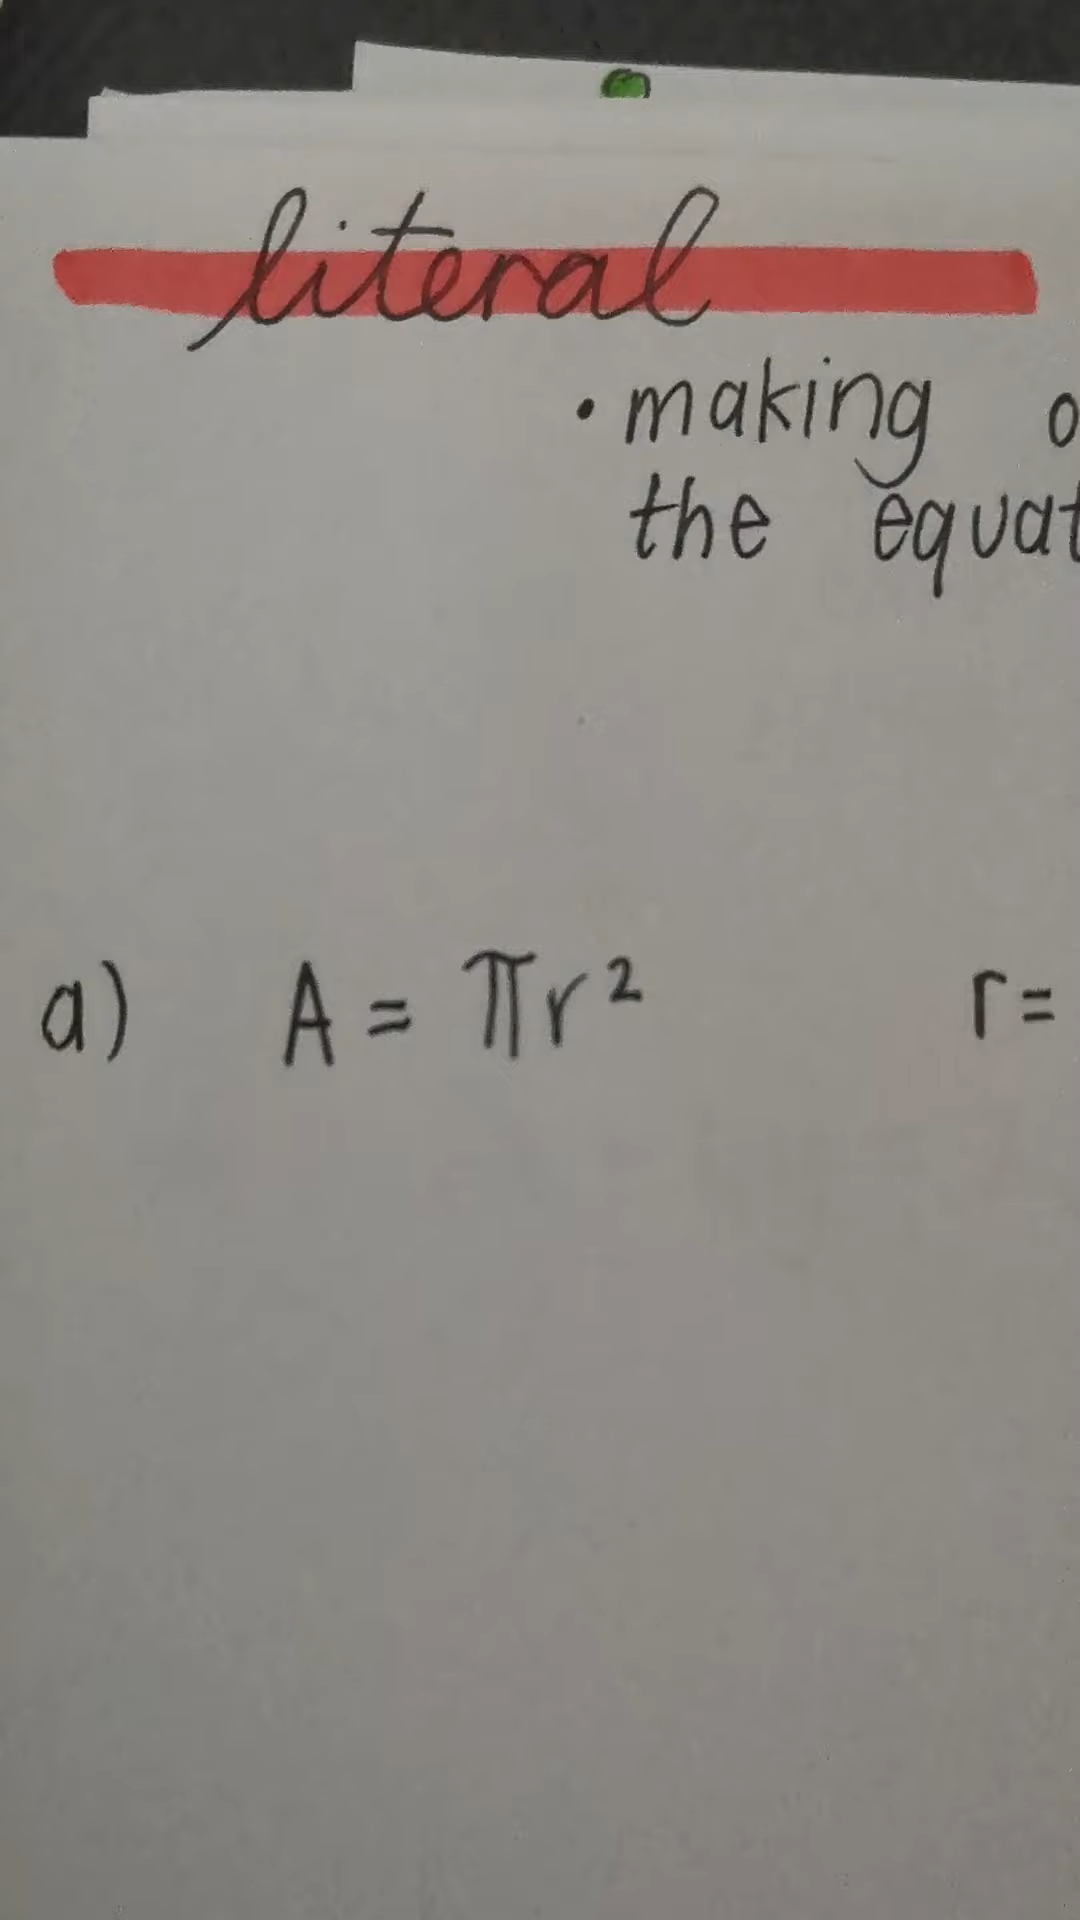 literal
• making
the
a) A = πr² r=